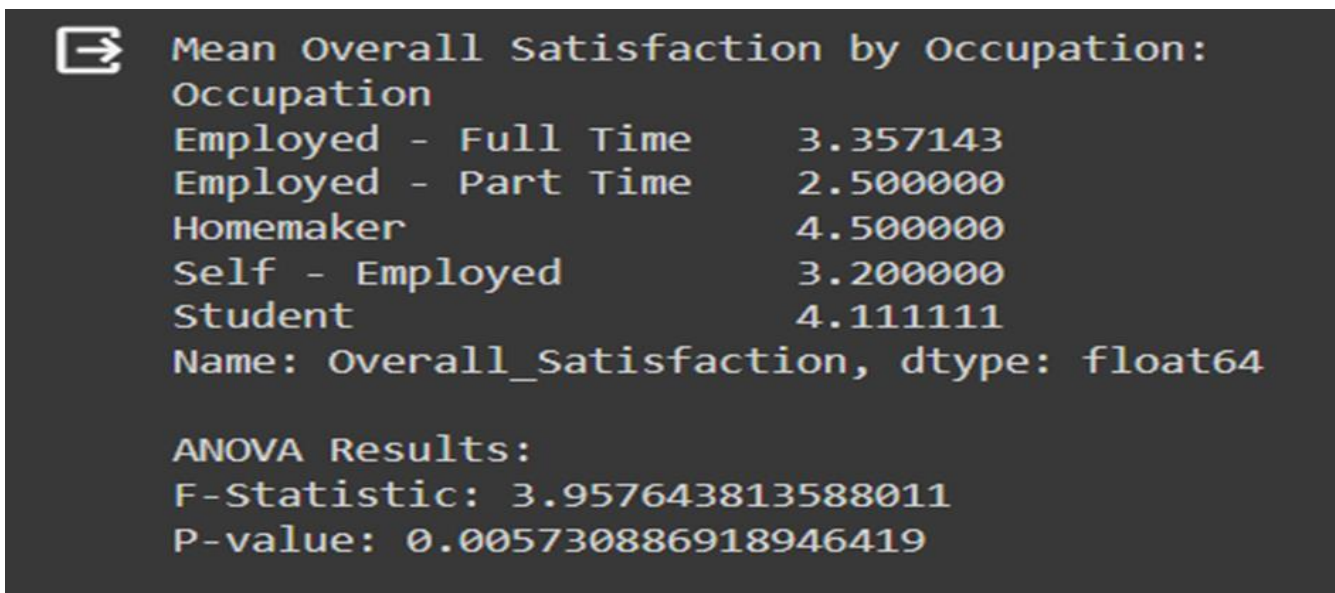 Mean Overall Satisfaction by Occupation:
Occupation
Employed - Full Time 3.357143
Employed - Part Time 2.500000
Homemaker 4.500000
Self - Employed 3.200000
Student 4.111111
Name: Overall_Satisfaction, dtype: float64
ANOVA Results:
F-Statistic: 3.957643813588011
P-value: 0.005730886918946419